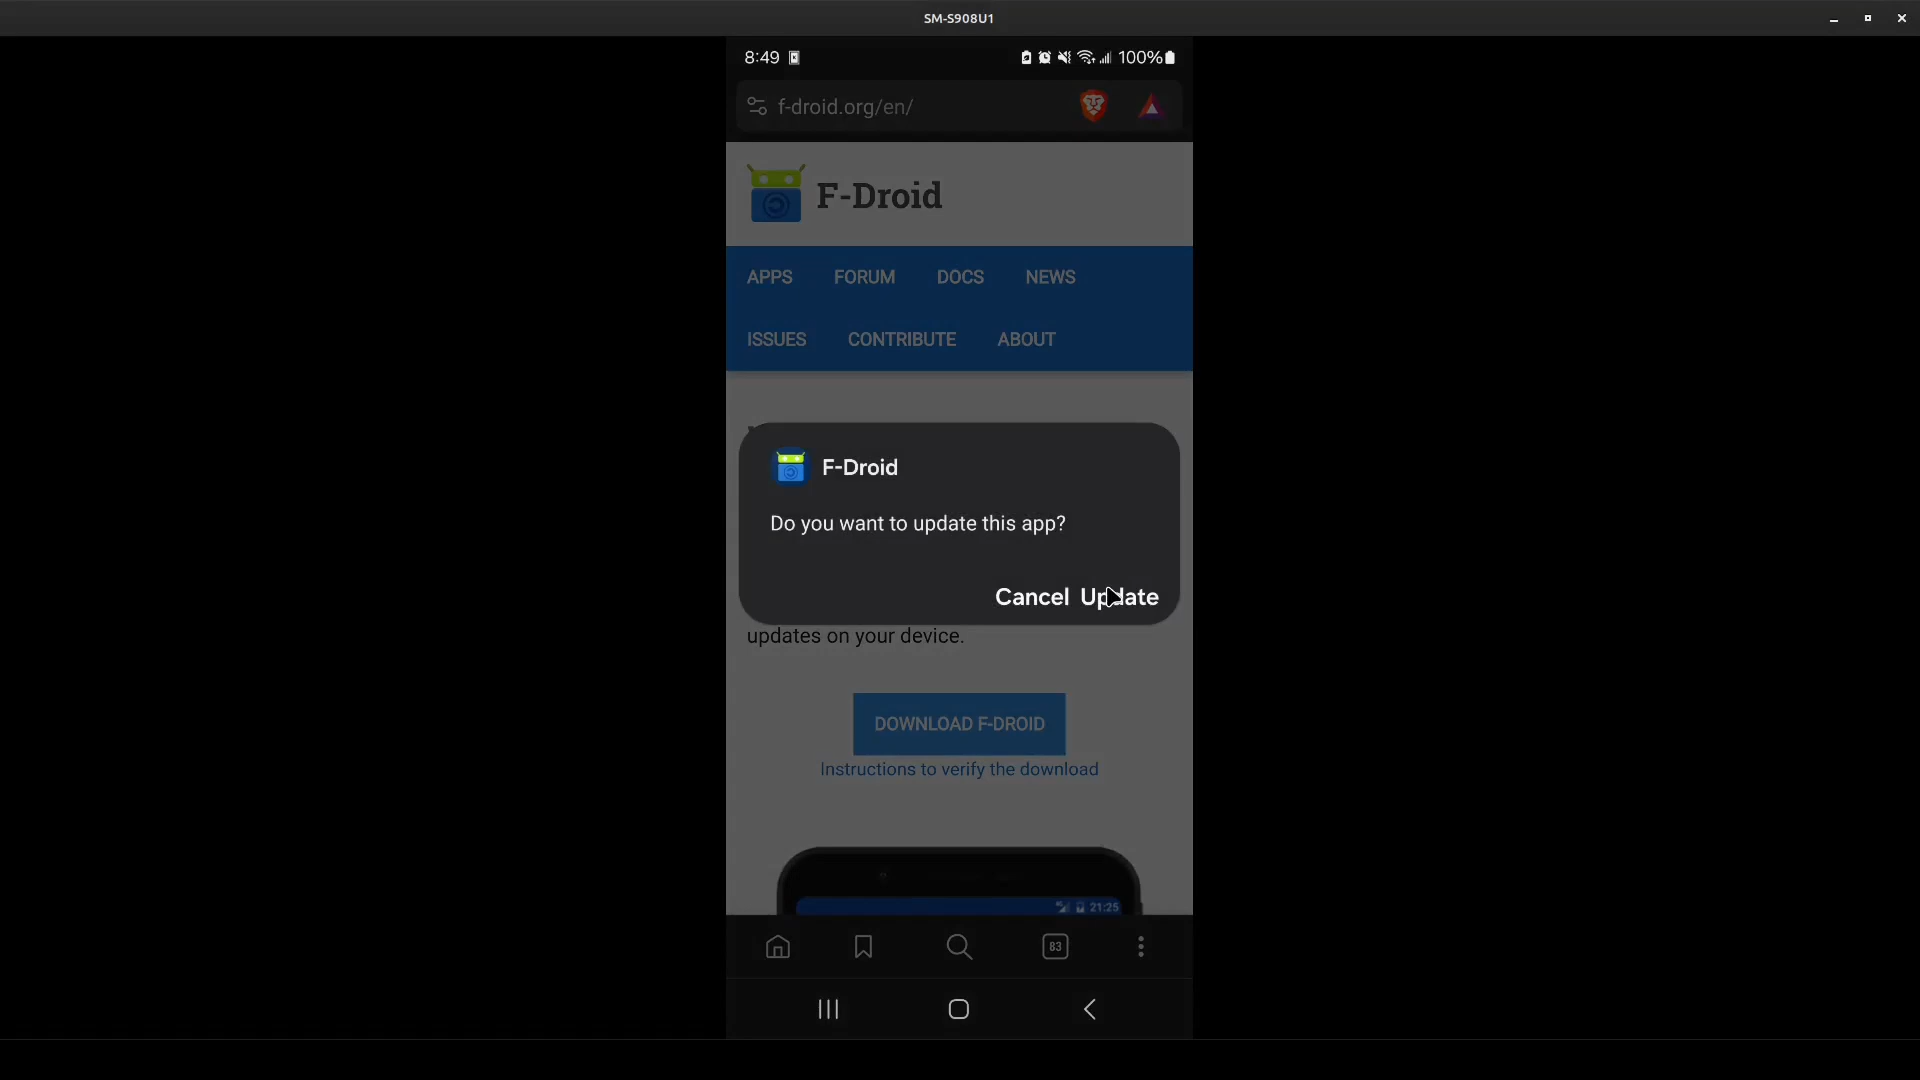 SM-S908U1
8:49
100%
f-droid.org/en/
F-Droid
APPS FORUM DOCS NEWS
ISSUES CONTRIBUTE ABOUT
F-Droid
Do you want to update this app?
Cancel Update
updates on your device.
DOWNLOAD F-DROID
Instructions to verify the download
21:25
83